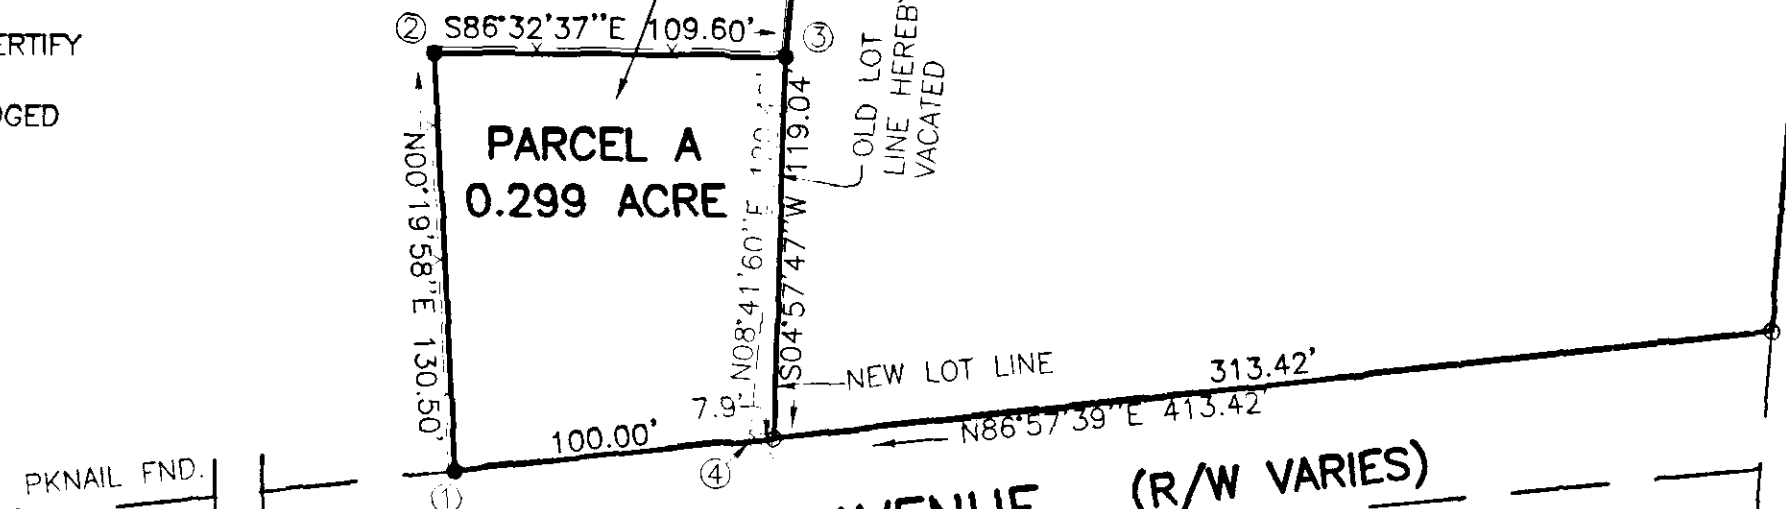 ERTIFY
② S86°32'37"E 109.60' ③
OGED
OLD LOT
LINE HEREBY
VACATED
PARCEL A
0.299 ACRE
N00°19'58"E 130.50'
N08°41'60"E
S04°57'47"W 119.04'
NEW LOT LINE
7.9'
313.42'
N86°57'39"E 413.42'
100.00'
④
PKNAIL FND.
①
(R/W VARIES)